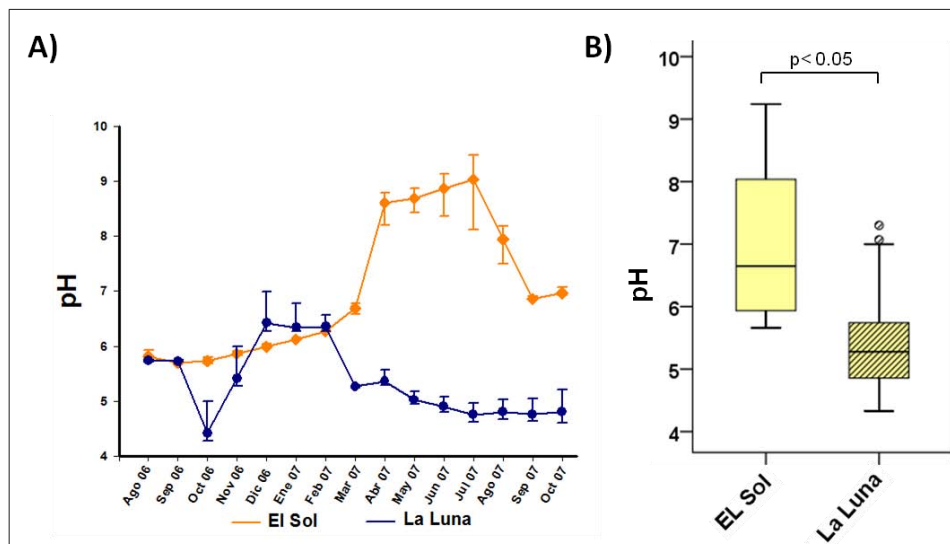 A)
10
9
8
7
6
5
4
pH
Ago 06
Sep 06
Oct 06
Nov 06
Dic 06
Ene 07
Feb 07
Mar 07
Abr 07
May 07
Jun 07
Jul 07
Ago 07
Sep 07
Oct 07
El Sol
La Luna
B)
p< 0.05
10
9
8
7
6
5
4
pH
EL Sol
La Luna